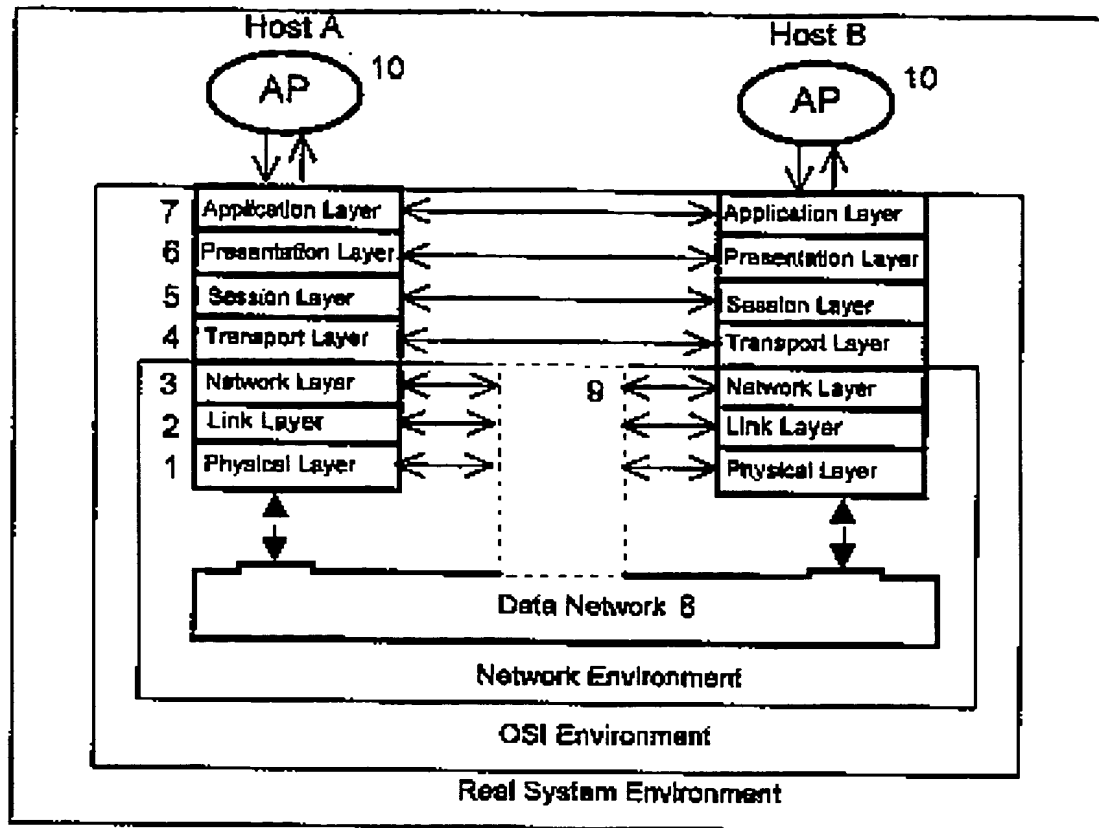 Host A
Host B
AP
10
AP
10
7
Application Layer
Application Layer
6
Presentation Layer
Presentation Layer
5
Session Layer
Session Layer
4
Transport Layer
Transport Layer
3
Network Layer
9
Network Layer
2
Link Layer
Link Layer
1
Physical Layer
Physical Layer
Data Network 8
Network Environment
OSI Environment
Real System Environment